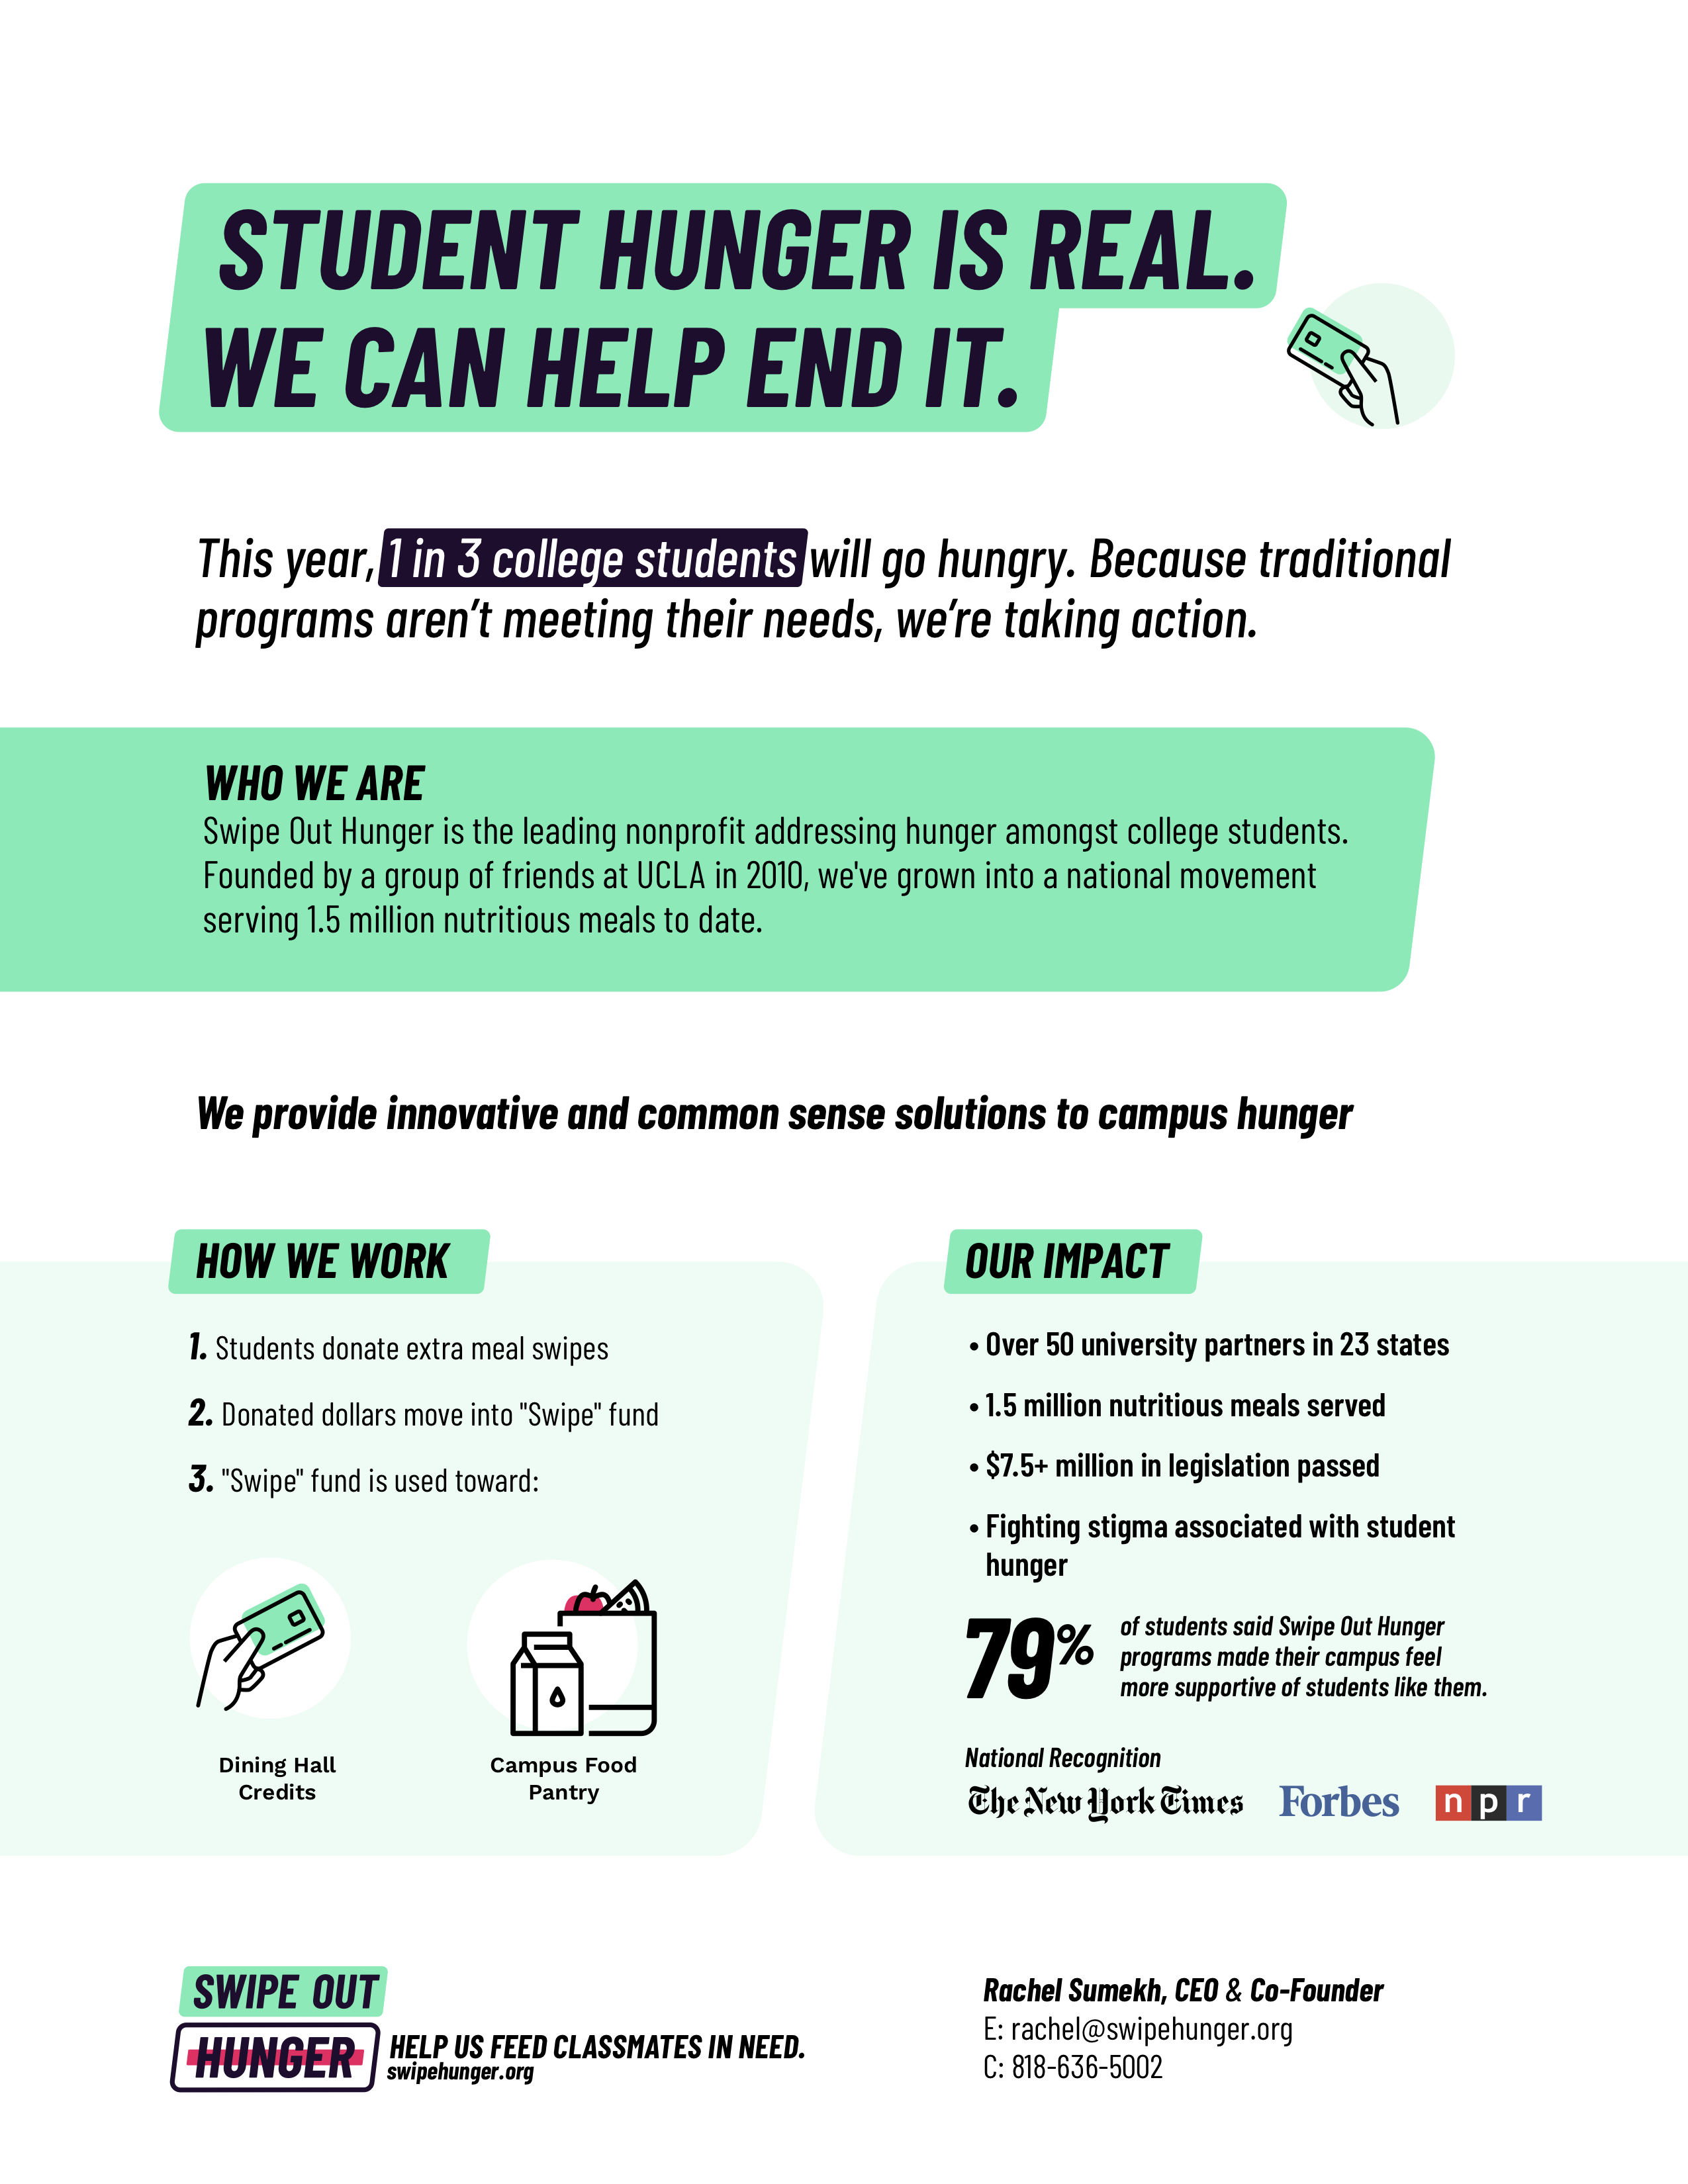 STUDENT HUNGER IS REAL.
WE CAN HELP END IT.
This year, 1 in 3 college students will go hungry. Because traditional
programs aren’t meeting their needs, we’re taking action.
WHO WE ARE
Swipe Out Hunger is the leading nonprofit addressing hunger amongst college students.
Founded by a group of friends at UCLA in 2010, we've grown into a national movement
serving 1.5 million nutritious meals to date.
We provide innovative and common sense solutions to campus hunger
HOW WE WORK
1. Students donate extra meal swipes
2. Donated dollars move into "Swipe" fund
3. "Swipe" fund is used toward:
Dining Hall
Credits
Campus Food
Pantry
OUR IMPACT
• Over 50 university partners in 23 states
• 1.5 million nutritious meals served
• $7.5+ million in legislation passed
• Fighting stigma associated with student
hunger
79%
of students said Swipe Out Hunger
programs made their campus feel
more supportive of students like them.
National Recognition
The New York Times
Forbes
npr
SWIPE OUT
HUNGER
HELP US FEED CLASSMATES IN NEED.
swipehunger.org
Rachel Sumekh, CEO & Co-Founder
E: rachel@swipehunger.org
C: 818-636-5002